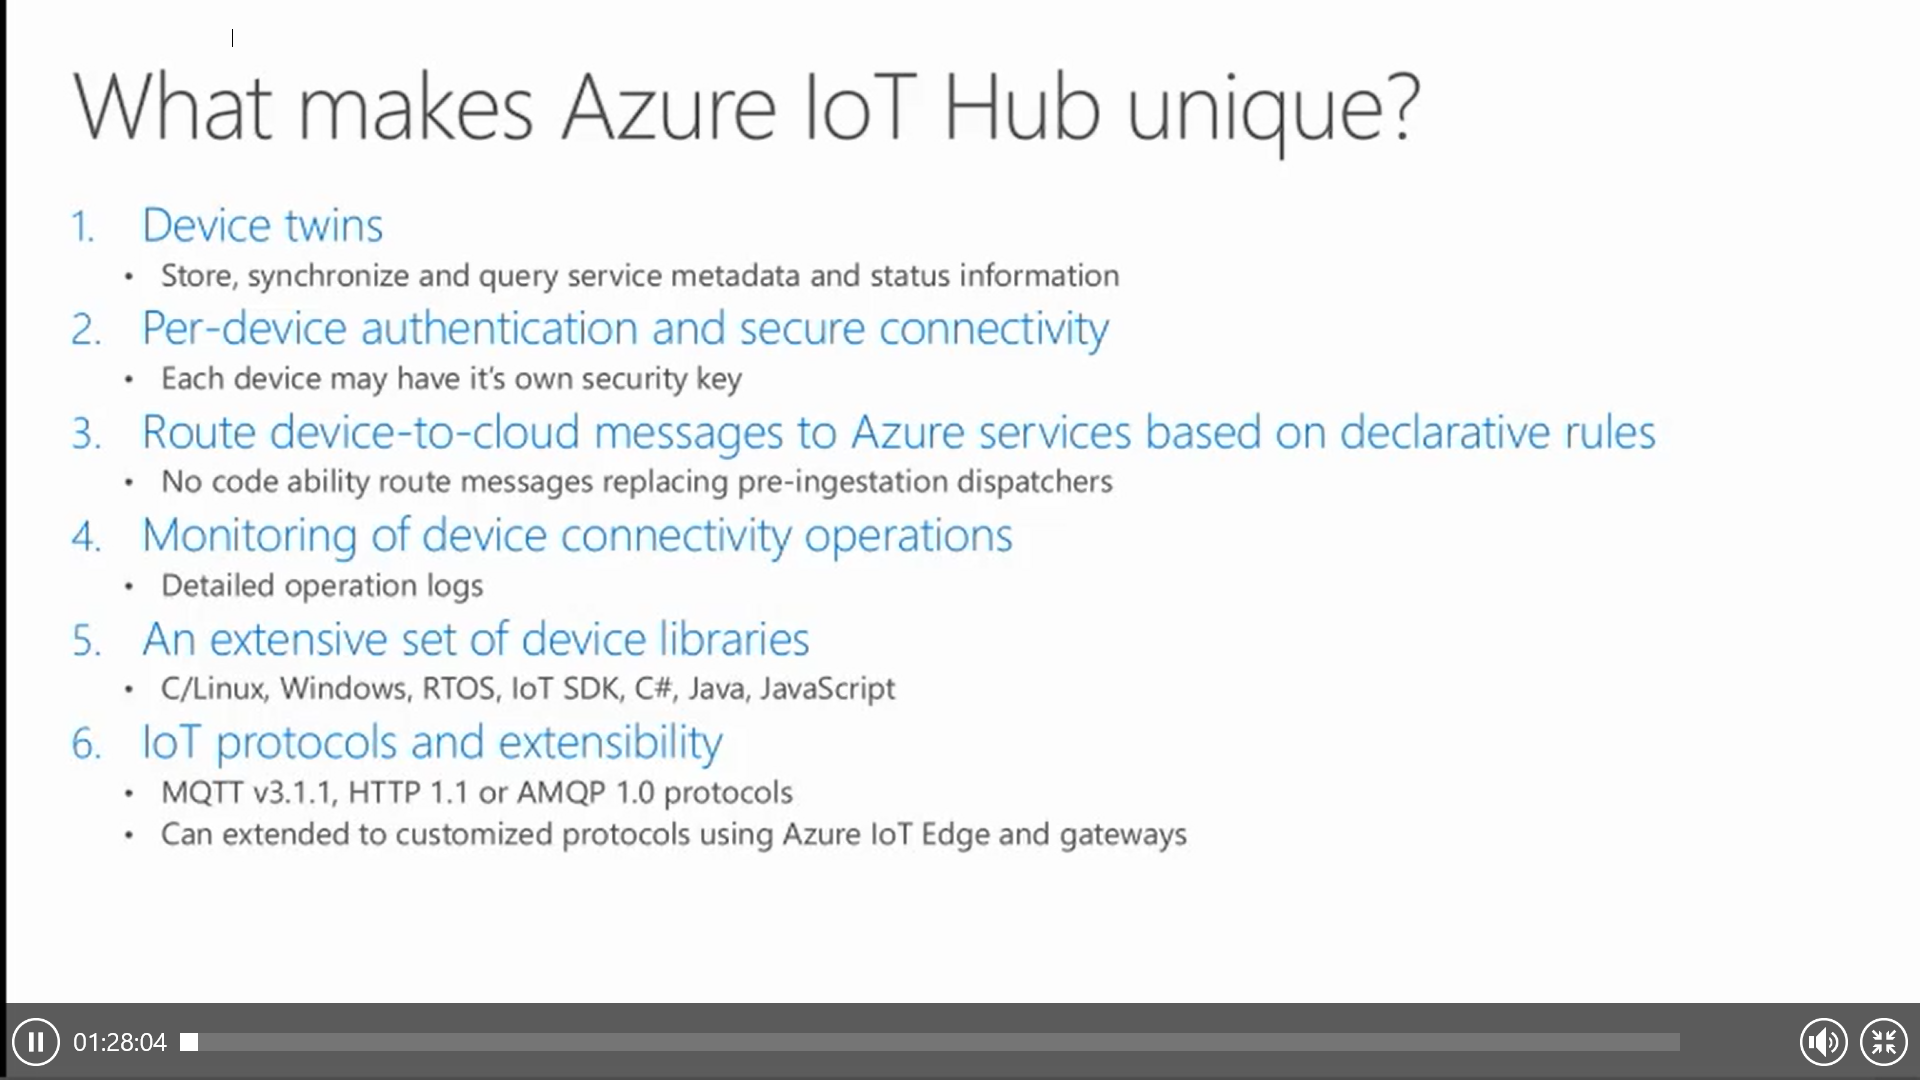 What makes Azure IoT Hub unique?
1. Device twins
• Store, synchronize and query service metadata and status information
2. Per-device authentication and secure connectivity
• Each device may have it's own security key
3. Route device-to-cloud messages to Azure services based on declarative rules
• No code ability route messages replacing pre-ingestation dispatchers
4. Monitoring of device connectivity operations
• Detailed operation logs
5. An extensive set of device libraries
• C/Linux, Windows, RTOS, IoT SDK, C#, Java, JavaScript
6. IoT protocols and extensibility
• MQTT v3.1.1, HTTP 1.1 or AMQP 1.0 protocols
• Can extended to customized protocols using Azure IoT Edge and gateways
01:28:04